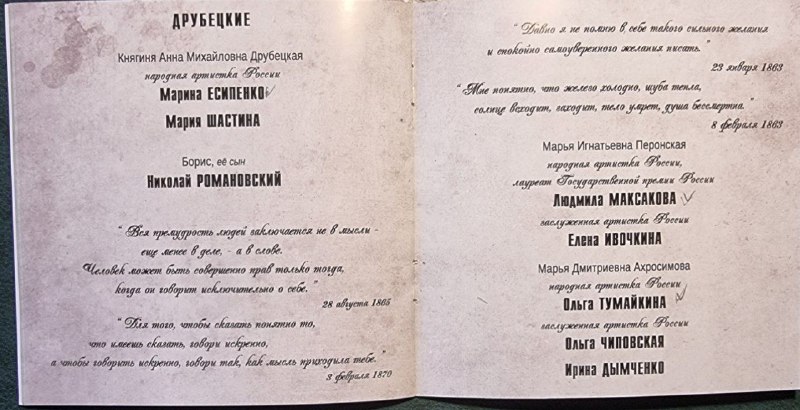 ДРУБЕЦКИЕ
Княгиня Анна Михайловна Друбецкая
народная артистка России
Марина ЕСИПЕНКО
Мария ШАСТИНА
Борис, её сын
Николай РОМАНОВСКИЙ
“ Вся премудрость людей заключается не в мысли -
еще менее в деле, - а в слове.
Человек может быть совершенно прав только тогда,
когда он говорит исключительно о себе.”
28 августа 1865
“ Для того, чтобы сказать понятно то,
что имеешь сказать, говори искренно,
а чтобы говорить искренно, говори так, как мысль приходила тебе.”
3 февраля 1870
“ Давно я не помню в себе такого сильного желания
и спокойно самоуверенного желания писать.”
23 января 1863
“ Мне понятно, что железо холодно, шуба тепла,
солнце всходит, заходит, тело умрет, душа бессмертна.”
8 февраля 1863
Марья Игнатьевна Перонская
народная артистка России,
лауреат Государственной премии России
Людмила МАКСАКОВА
заслуженная артистка России
Елена ИВОЧКИНА
Марья Дмитриевна Ахросимова
народная артистка России
Ольга ТУМАЙКИНА
заслуженная артистка России
Ольга ЧИПОВСКАЯ
Ирина ДЫМЧЕНКО